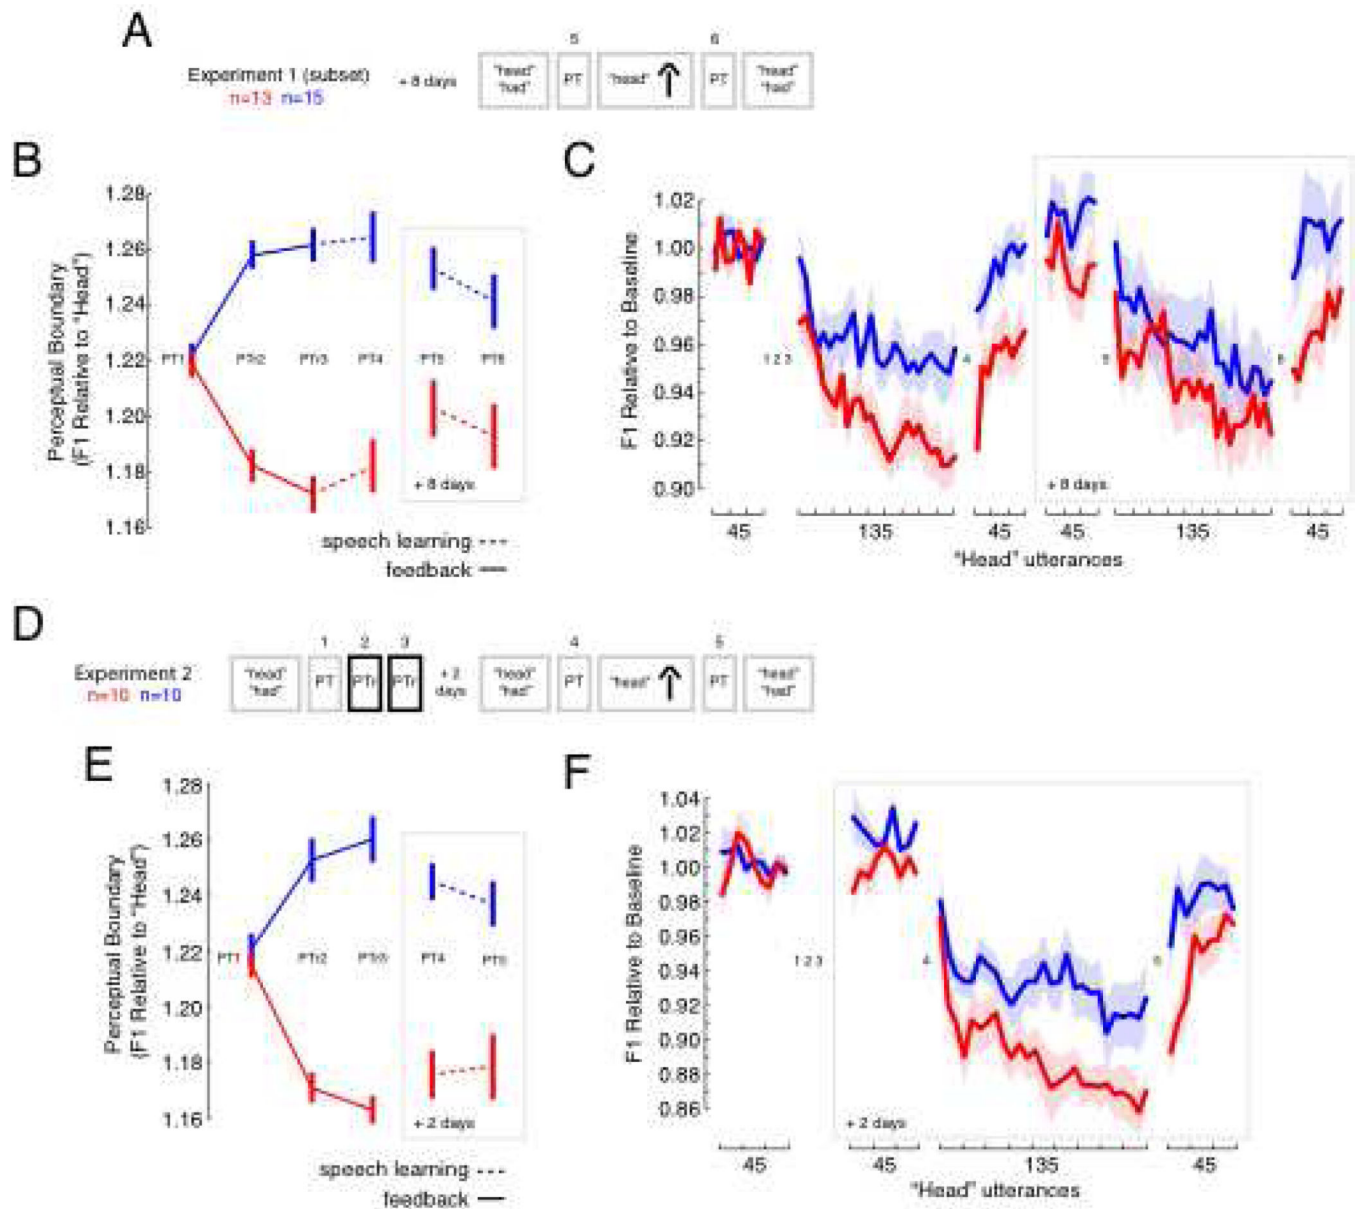 A
5 6
Experiment 1 (subset)
n=13 n=15
+ 8 days
"head"
"had"
PT
"head"
PT
"head"
"had"
B
Perceptual Boundary
(F1 Relative to "Head")
1.28
1.26
1.24
1.22
1.20
1.18
1.16
PT1 PTr2 PTr3 PT4 PT5 PT6
+ 8 days
speech learning
feedback
C
F1 Relative to Baseline
1.02
1.00
0.98
0.96
0.94
0.92
0.90
1 2 3 4 5 6
+ 8 days
45 135 45 45 135 45
"Head" utterances
D
1 2 3 4 5
Experiment 2
n=10 n=10
"head"
"had"
PT
PTr
PTr
+ 2
days
"head"
"had"
PT
"head"
PT
"head"
"had"
E
Perceptual Boundary
(F1 Relative to "Head")
1.28
1.26
1.24
1.22
1.20
1.18
1.16
PT1 PTr2 PTr3 PT4 PT5
+ 2 days
speech learning
feedback
F
F1 Relative to Baseline
1.04
1.02
1.00
0.98
0.96
0.94
0.92
0.90
0.88
0.86
1 2 3 4 5
+ 2 days
45 45 135 45
"Head" utterances